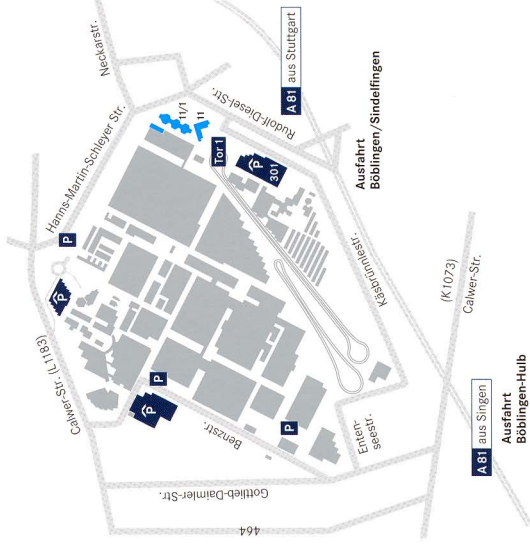 Neckarstr.
Hanns-Martin-Schleyer Str.
11/1
11
Rudolf-Diesel-Str.
A 81 aus Stuttgart
Ausfahrt
Böblingen/Sindelfingen
Tor 1
P
301
P
P
Calwer-Str. (L1183)
P
P
P
Benzstr.
Käsbrünnlestr.
(K1073)
Calwer-Str.
Enten-
seestr.
Gottlieb-Daimler-Str.
464
A 81 aus Singen
Ausfahrt
Böblingen-Hulb